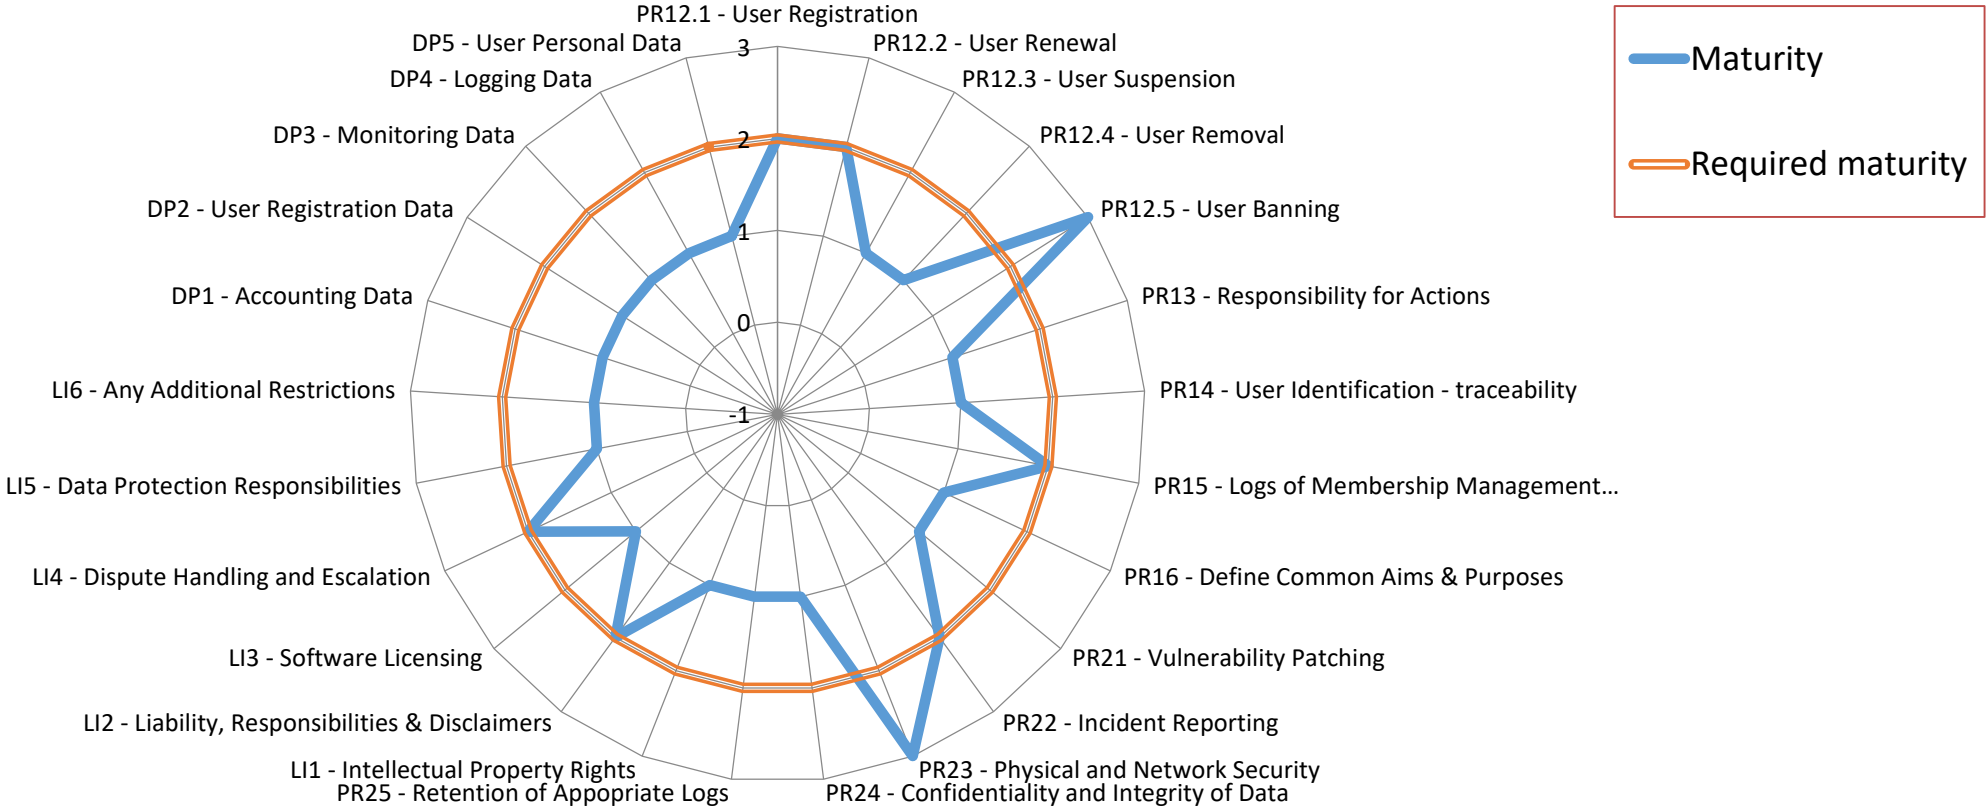 PR12.1 - User Registration
PR12.2 - User Renewal
PR12.3 - User Suspension
PR12.4 - User Removal
PR12.5 - User Banning
PR13 - Responsibility for Actions
PR14 - User Identification - traceability
PR15 - Logs of Membership Management...
PR16 - Define Common Aims & Purposes
PR21 - Vulnerability Patching
PR22 - Incident Reporting
PR23 - Physical and Network Security
PR24 - Confidentiality and Integrity of Data
PR25 - Retention of Appopriate Logs
LI1 - Intellectual Property Rights
LI2 - Liability, Responsibilities & Disclaimers
LI3 - Software Licensing
LI4 - Dispute Handling and Escalation
LI5 - Data Protection Responsibilities
LI6 - Any Additional Restrictions
DP1 - Accounting Data
DP2 - User Registration Data
DP3 - Monitoring Data
DP4 - Logging Data
DP5 - User Personal Data
3
2
1
0
-1
Maturity
Required maturity